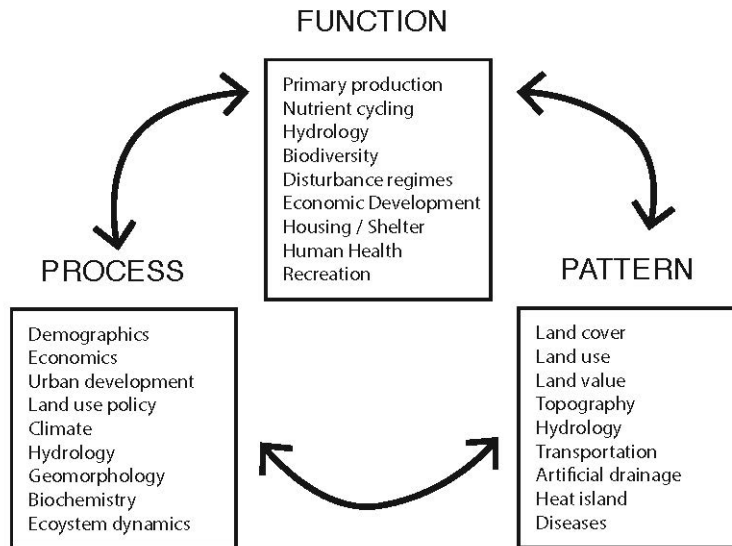 FUNCTION
Primary production
Nutrient cycling
Hydrology
Biodiversity
Disturbance regimes
Economic Development
Housing / Shelter
Human Health
Recreation
PROCESS
Demographics
Economics
Urban development
Land use policy
Climate
Hydrology
Geomorphology
Biochemistry
Ecoystem dynamics
PATTERN
Land cover
Land use
Land value
Topography
Hydrology
Transportation
Artificial drainage
Heat island
Diseases